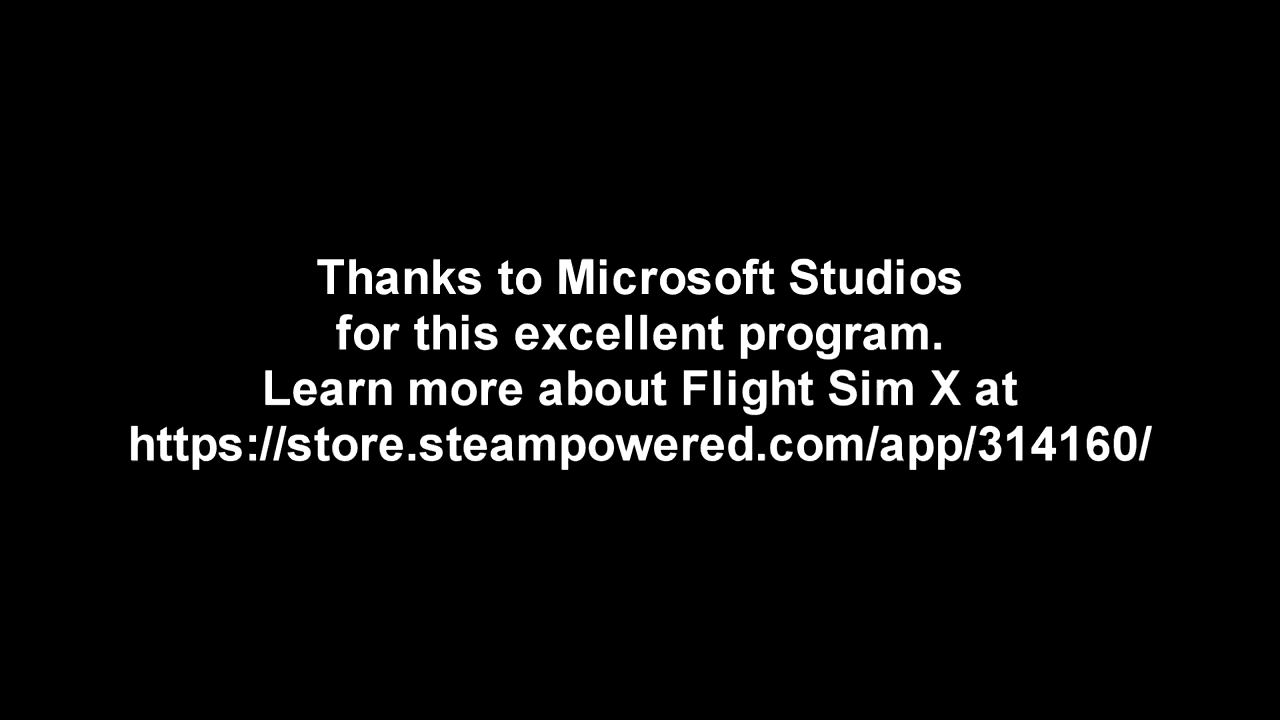 Thanks to Microsoft Studios
for this excellent program.
Learn more about Flight Sim X at
https://store.steampowered.com/app/314160/